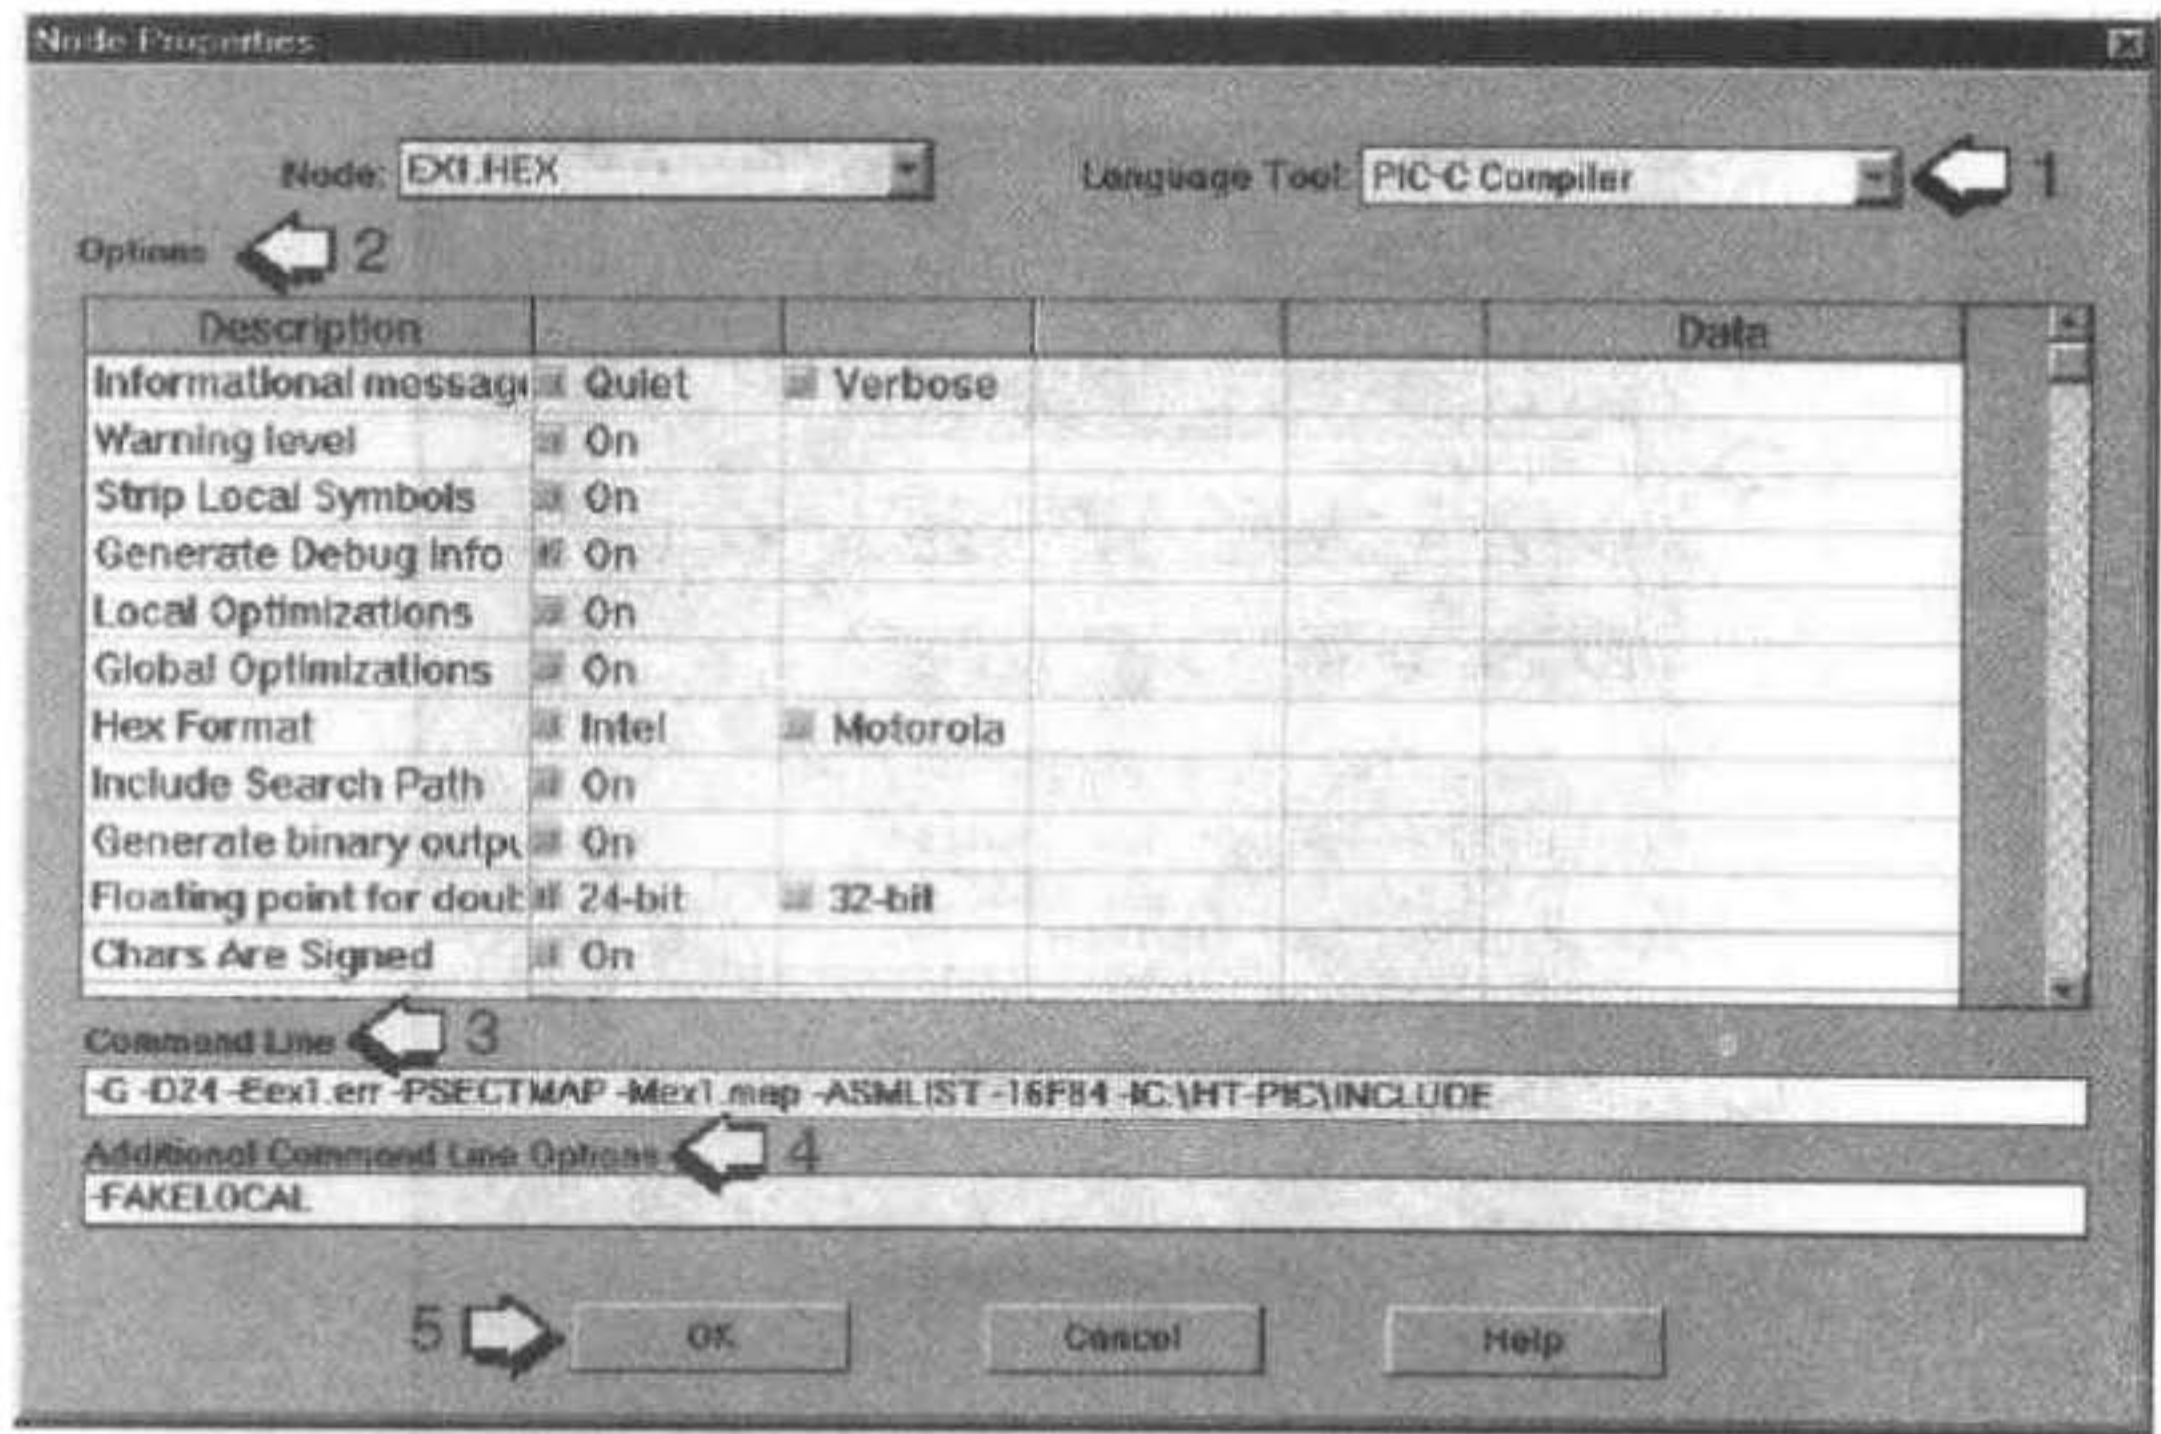 Node Properties
Node: EX1.HEX Language Tool: PIC-C Compiler 1
Options 2
Description Data
Informational message Quiet Verbose
Warning level On
Strip Local Symbols On
Generate Debug Info On
Local Optimizations On
Global Optimizations On
Hex Format Intel Motorola
Include Search Path On
Generate binary outpu On
Floating point for doub 24-bit 32-bit
Chars Are Signed On
Command Line 3
-G -D24 -Eex1.err -PSECTMAP -Mex1.map -ASMLIST -16F84 -IC:\HT-PIC\INCLUDE
Additional Command Line Options 4
-FAKELOCAL
5 OK Cancel Help